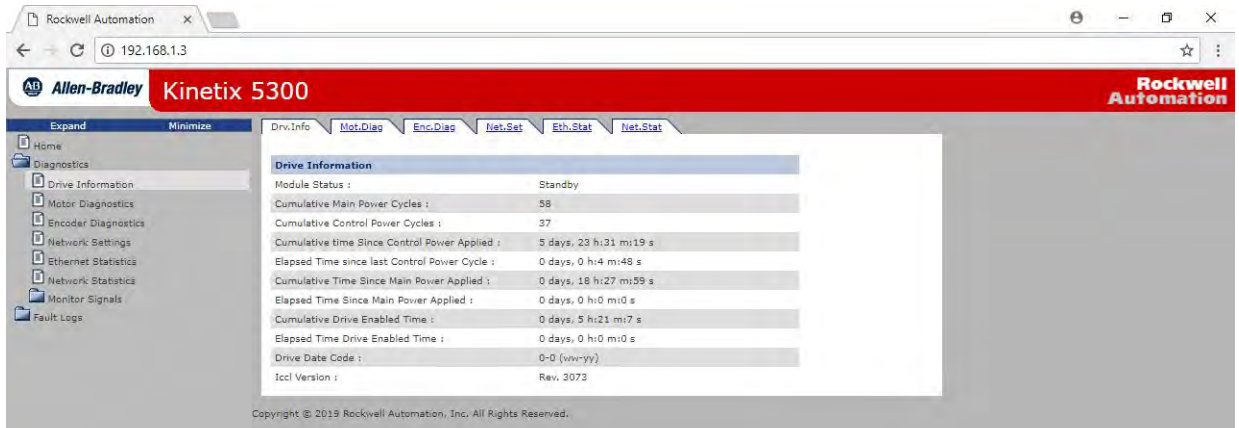 Rockwell Automation
192.168.1.3
AB Allen-Bradley Kinetix 5300 Rockwell Automation
Expand Minimize
Home
Diagnostics
Drive Information
Motor Diagnostics
Encoder Diagnostics
Network Settings
Ethernet Statistics
Network Statistics
Monitor Signals
Fault Logs
Drv.Info Mot.Diag Enc.Diag Net.Set Eth.Stat Net.Stat
Drive Information
Module Status : Standby
Cumulative Main Power Cycles : 58
Cumulative Control Power Cycles : 37
Cumulative time Since Control Power Applied : 5 days, 23 h:31 m:19 s
Elapsed Time since last Control Power Cycle : 0 days, 0 h:4 m:48 s
Cumulative Time Since Main Power Applied : 0 days, 18 h:27 m:59 s
Elapsed Time Since Main Power Applied : 0 days, 0 h:0 m:0 s
Cumulative Drive Enabled Time : 0 days, 5 h:21 m:7 s
Elapsed Time Drive Enabled Time : 0 days, 0 h:0 m:0 s
Drive Date Code : 0-0 (ww-yy)
Iccl Version : Rev. 3073
Copyright © 2019 Rockwell Automation, Inc. All Rights Reserved.